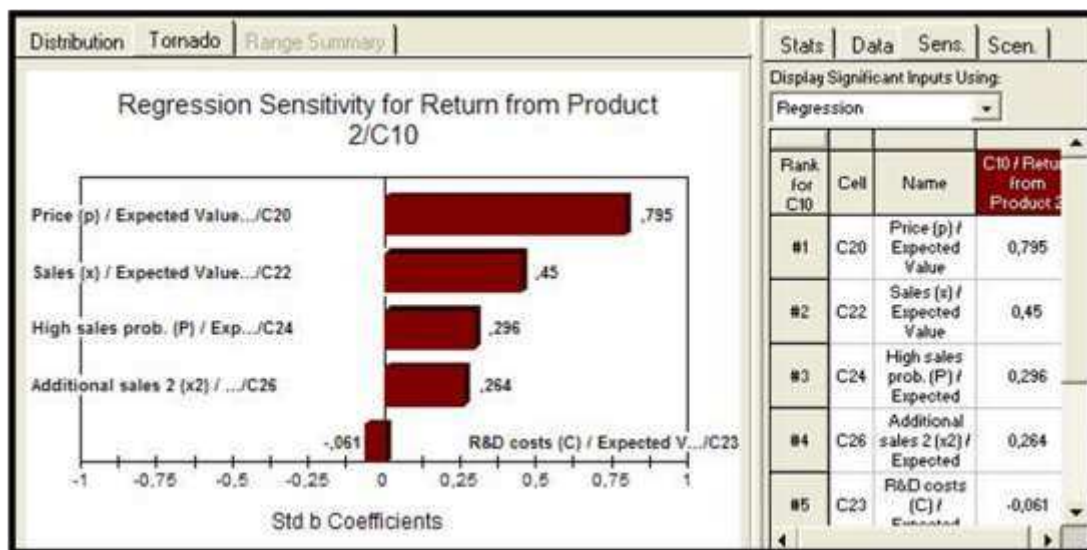 Distribution Tornado Range Summary
Regression Sensitivity for Return from Product
2/C10
Price (p) / Expected Value.../C20
,795
Sales (x) / Expected Value.../C22
,45
High sales prob. (P) / Exp.../C24
,296
Additional sales 2 (x2) / .../C26
,264
-,061
R&D costs (C) / Expected V.../C23
-1 -0,75 -0,5 -0,25 0 0,25 0,5 0,75 1
Std b Coefficients
Stats Data Sens. Scen.
Display Significant Inputs Using:
Regression
Rank
for
C10
Cell
Name
C10 / Retur
from
Product 2
#1
C20
Price (p) /
Expected
Value
0,795
#2
C22
Sales (x) /
Expected
Value
0,45
#3
C24
High sales
prob. (P) /
Expected
0,296
#4
C26
Additional
sales 2 (x2) /
Expected
0,264
#5
C23
R&D costs
(C) /
Expected
-0,061